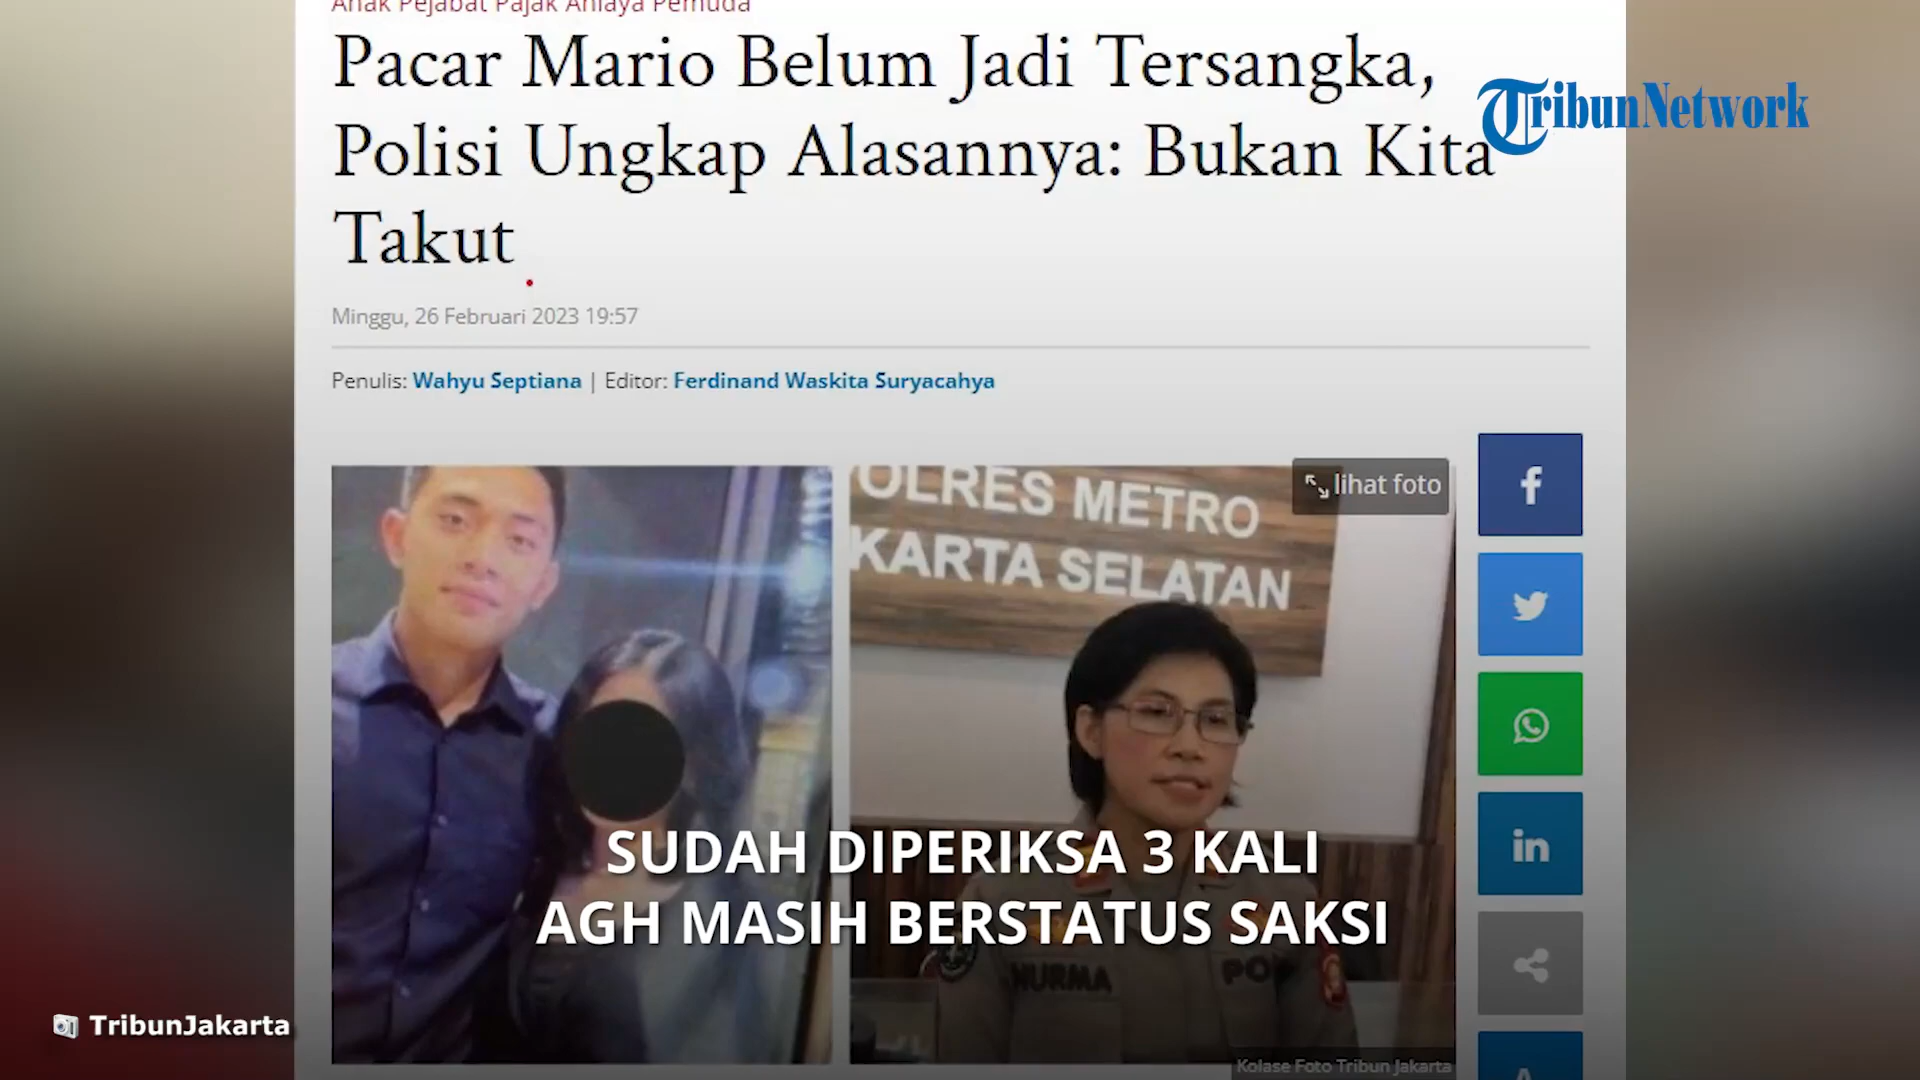 Anak Pejabat Pajak Aniaya Pemuda
Pacar Mario Belum Jadi Tersangka,
Polisi Ungkap Alasannya: Bukan Kita
Takut
TribunNetwork
Minggu, 26 Februari 2023 19:57
Penulis: Wahyu Septiana | Editor: Ferdinand Waskita Suryacahya
OLRES METRO
KARTA SELATAN
lihat foto
SUDAH DIPERIKSA 3 KALI
AGH MASIH BERSTATUS SAKSI
NURMA
POL
TribunJakarta
Kolase Foto Tribun Jakarta